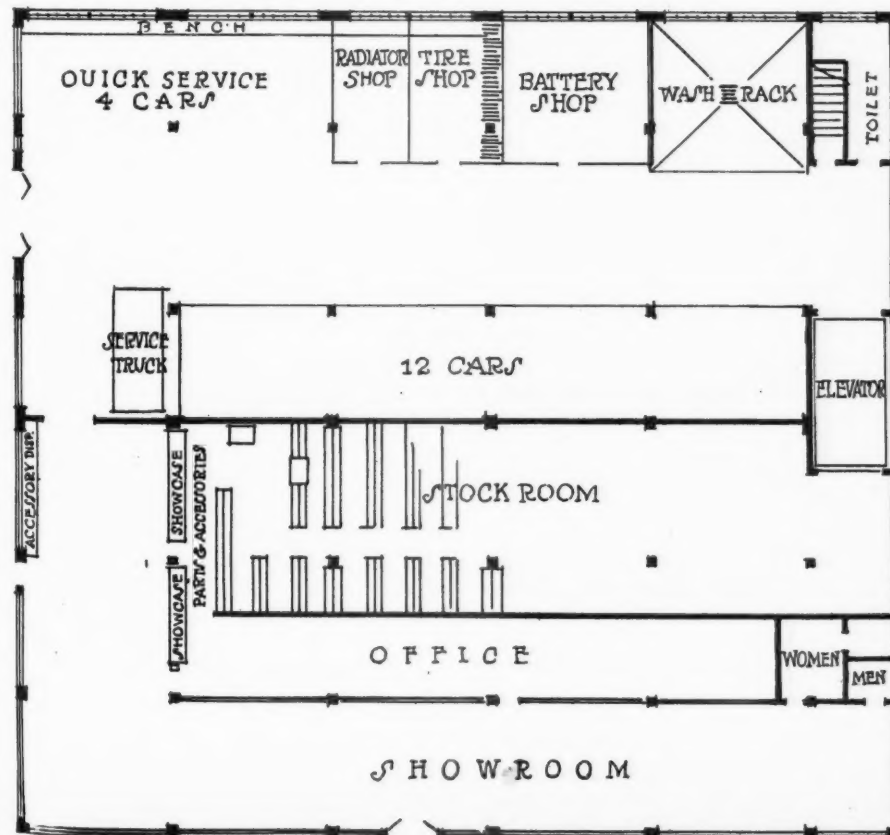 BENCH
QUICK SERVICE
4 CARS
RADIATOR
SHOP
TIRE
SHOP
BATTERY
SHOP
WASH RACK
TOILET
SERVICE
TRUCK
12 CARS
ELEVATOR
ACCESSORY DISP.
SHOWCASE
PARTS & ACCESSORIES
STOCK ROOM
SHOWCASE
OFFICE
WOMEN
MEN
SHOWROOM